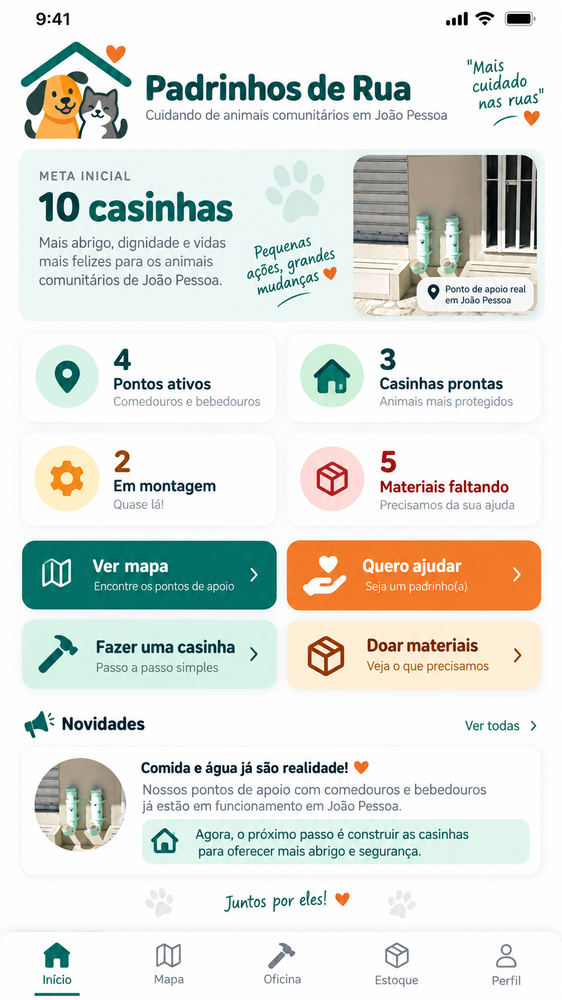 9:41
Padrinhos de Rua
Cuidando de animais comunitários em João Pessoa
"Mais
cuidado
nas ruas"
META INICIAL
10 casinhas
Mais abrigo, dignidade e vidas
mais felizes para os animais
comunitários de João Pessoa.
Pequenas
ações, grandes
mudanças
Ponto de apoio real
em João Pessoa
4
Pontos ativos
Comedouros e bebedouros
3
Casinhas prontas
Animais mais protegidos
2
Em montagem
Quase lá!
5
Materiais faltando
Precisamos da sua ajuda
Ver mapa
Encontre os pontos de apoio
Quero ajudar
Seja um padrinho(a)
Fazer uma casinha
Passo a passo simples
Doar materiais
Veja o que precisamos
Novidades
Ver todas
Comida e água já são realidade!
Nossos pontos de apoio com comedouros e bebedouros
já estão em funcionamento em João Pessoa.
Agora, o próximo passo é construir as casinhas
para oferecer mais abrigo e segurança.
Juntos por eles!
Início
Mapa
Oficina
Estoque
Perfil